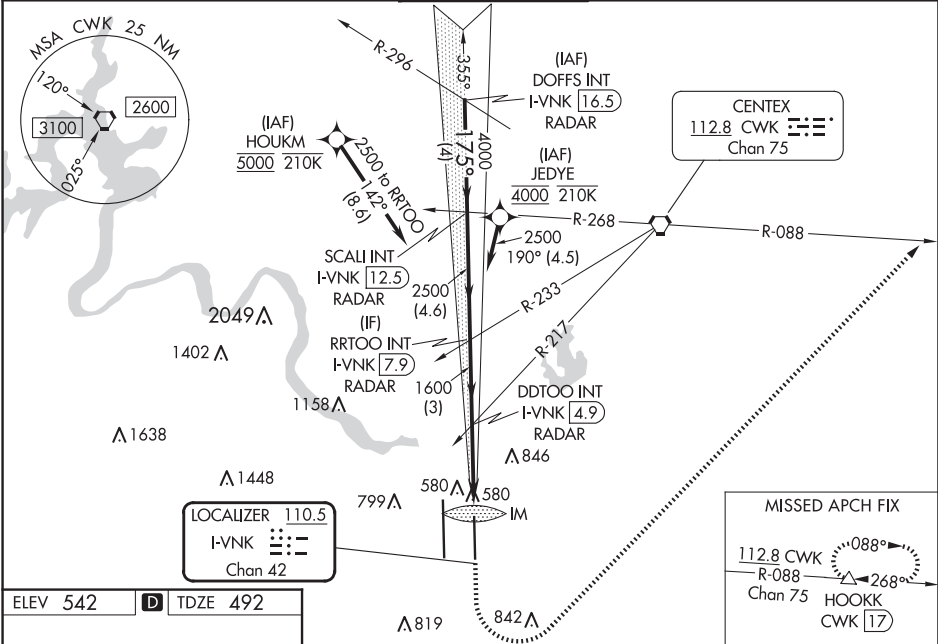 MSA CWK 25 NM
120°
2600
3100
025°
R-296
355°
(IAF)
DOFFS INT
I-VNK 16.5
RADAR
CENTEX
112.8 CWK
Chan 75
(IAF)
HOUKM
5000 210K
2500 to RRTOO
142°
(8.6)
175°
(4)
4000
(IAF)
JEDYE
4000 210K
R-268
R-088
2500
190° (4.5)
SCALI INT
I-VNK 12.5
RADAR
2500
(4.6)
R-233
R-217
2049
1402
(IF)
RRTOO INT
I-VNK 7.9
RADAR
1600
(3)
DDTOO INT
I-VNK 4.9
RADAR
1158
1638
846
1448
799
580
580
IM
LOCALIZER 110.5
I-VNK
Chan 42
MISSED APCH FIX
112.8 CWK
R-088
Chan 75
088°
268°
HOOKK
CWK 17
ELEV 542 D TDZE 492
819
842